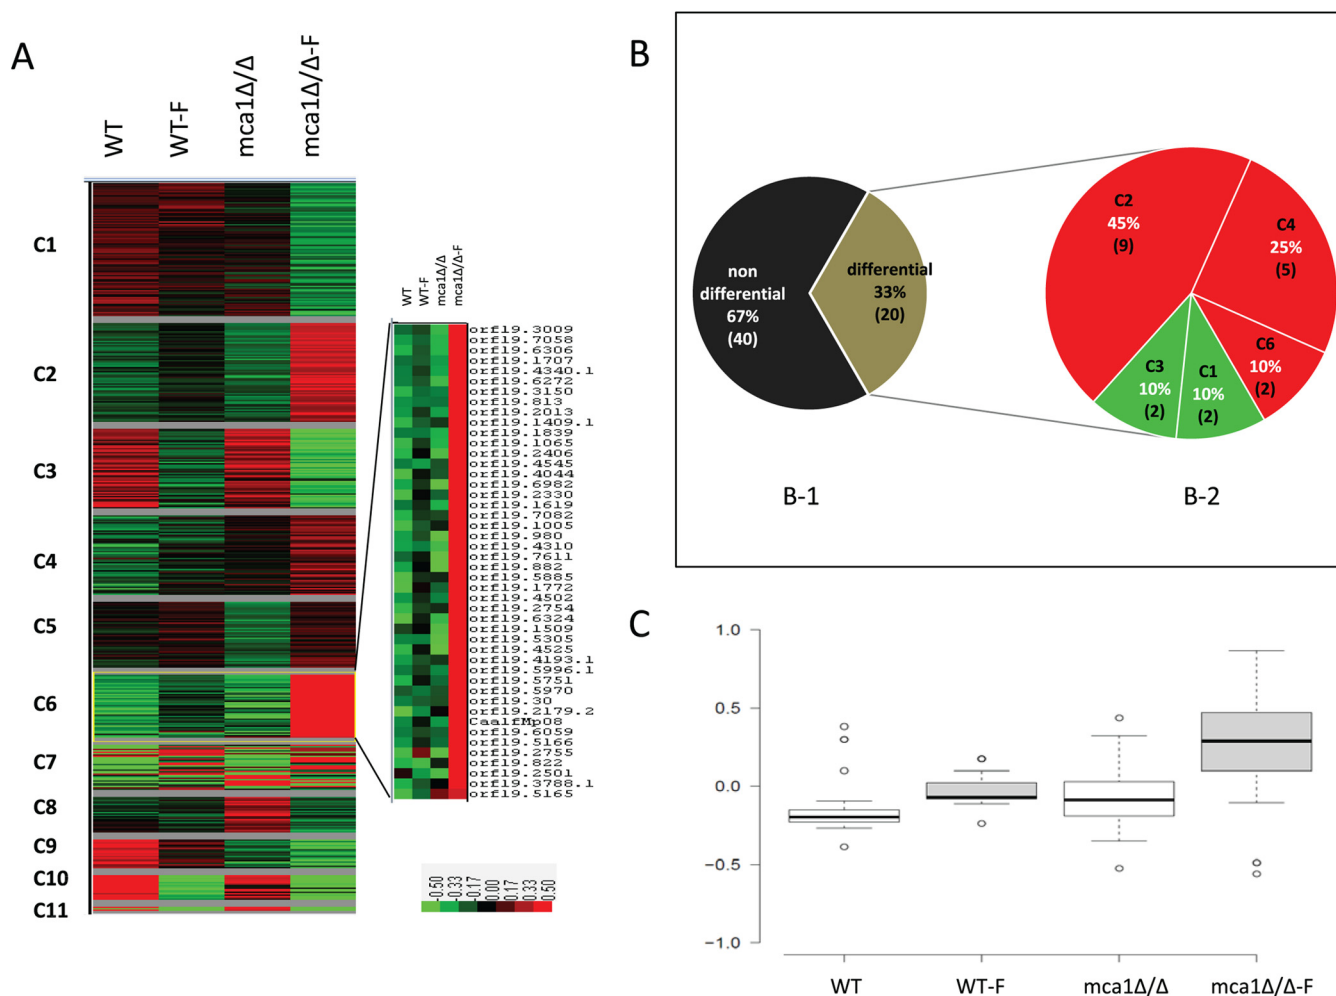 A
WT
WT-F
mca1Δ/Δ
mca1Δ/Δ-F
C1
C2
C3
C4
C5
C6
C7
C8
C9
C10
C11
WT
WT-F
mca1Δ/Δ
mca1Δ/Δ-F
orf19.3009
orf19.7058
orf19.6306
orf19.1707
orf19.4340.1
orf19.6272
orf19.3150
orf19.813
orf19.2013
orf19.1409.1
orf19.1839
orf19.1065
orf19.2406
orf19.4545
orf19.4044
orf19.6982
orf19.2330
orf19.1619
orf19.7082
orf19.1005
orf19.980
orf19.4310
orf19.7611
orf19.882
orf19.5885
orf19.1772
orf19.4502
orf19.2754
orf19.6324
orf19.1509
orf19.5305
orf19.4525
orf19.4193.1
orf19.5996.1
orf19.5751
orf19.5970
orf19.30
orf19.2179.2
CaalfMp08
orf19.6059
orf19.5166
orf19.2755
orf19.822
orf19.2501
orf19.3788.1
orf19.5165
-0.50
-0.33
-0.17
0.00
0.17
0.33
0.50
B
non
differential
67%
(40)
differential
33%
(20)
B-1
C2
45%
(9)
C4
25%
(5)
C6
10%
(2)
C1
10%
(2)
C3
10%
(2)
B-2
C
1.0
0.5
0.0
−0.5
−1.0
WT
WT-F
mca1Δ/Δ
mca1Δ/Δ-F